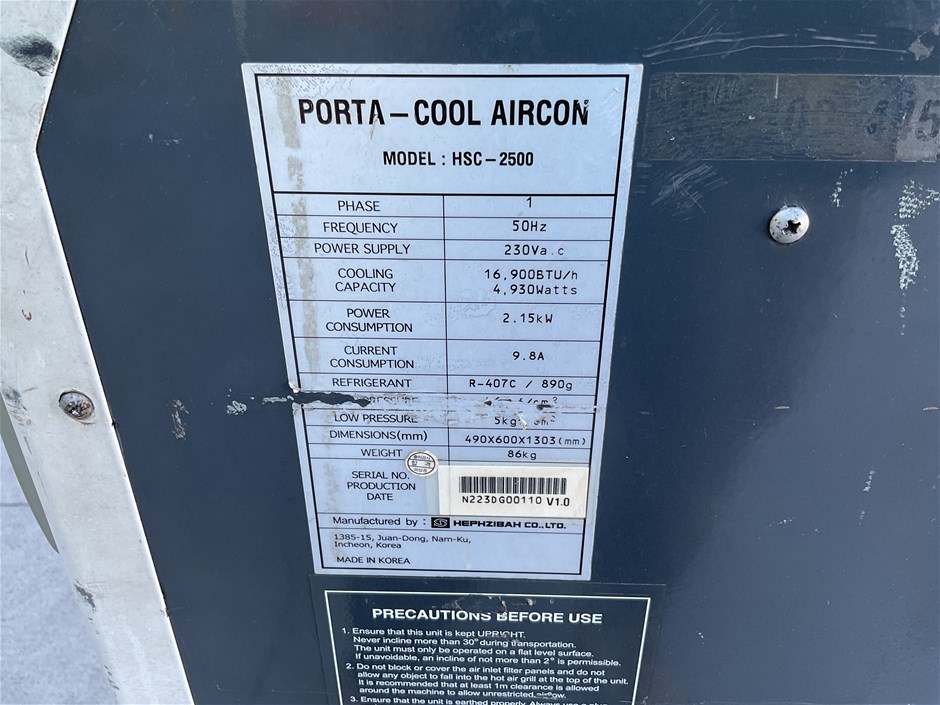 PORTA-COOL AIRCON
MODEL : HSC-2500
PHASE 1
FREQUENCY 50Hz
POWER SUPPLY 230Va.c
COOLING CAPACITY 16,900BTU/h
4,930Watts
POWER CONSUMPTION 2.15kW
CURRENT CONSUMPTION 9.8A
REFRIGERANT R-407C / 890g
LOW PRESSURE
DIMENSIONS(mm) 490X600X1303(mm)
WEIGHT 86kg
SERIAL NO.
PRODUCTION
DATE
N223DG00110 V1.0
Manufactured by : HEPHZIBAH CO.,LTD.
1385-15, Juan-Dong, Nam-Ku,
Incheon, Korea
MADE IN KOREA
PRECAUTIONS BEFORE USE
1. Ensure that this unit is kept UPRIGHT.
Never incline more than 30° during transportation.
The unit must only be operated on a flat level surface.
If unavoidable, an incline of not more than 2° is permissible.
2. Do not block or cover the air inlet filter panels and do not
allow any object to fall into the hot air grill at the top of the unit.
It is recommended that at least 1m clearance is allowed
around the machine to allow unrestricted airflow.
3. Ensure that the unit is earthed properly. Always use a